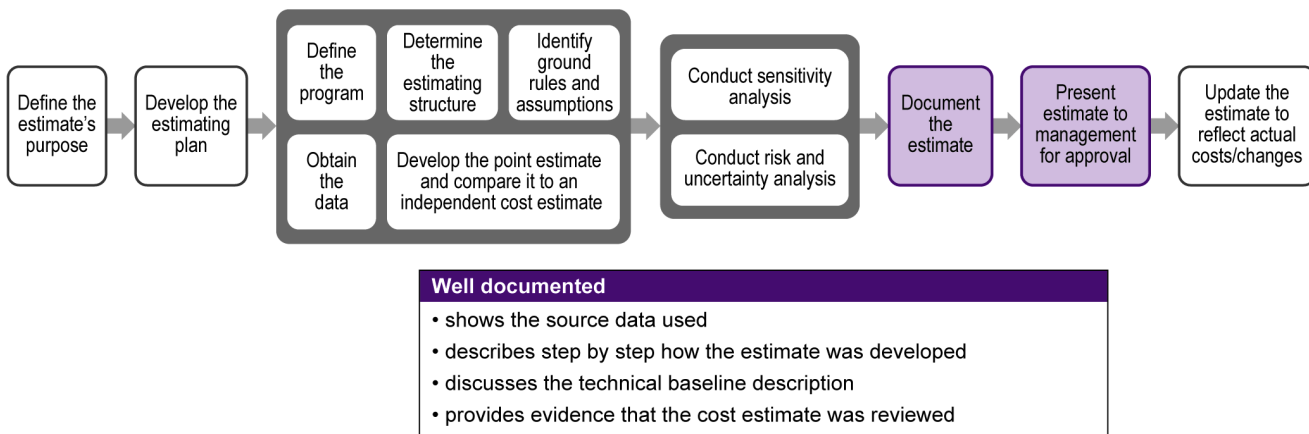 Define the
estimate's
purpose
Develop the
estimating
plan
Define
the
program
Determine
the
estimating
structure
Identify
ground
rules and
assumptions
Obtain
the
data
Develop the point estimate
and compare it to an
independent cost estimate
Conduct sensitivity
analysis
Conduct risk and
uncertainty analysis
Document
the
estimate
Present
estimate to
management
for approval
Update the
estimate to
reflect actual
costs/changes
Well documented
• shows the source data used
• describes step by step how the estimate was developed
• discusses the technical baseline description
• provides evidence that the cost estimate was reviewed